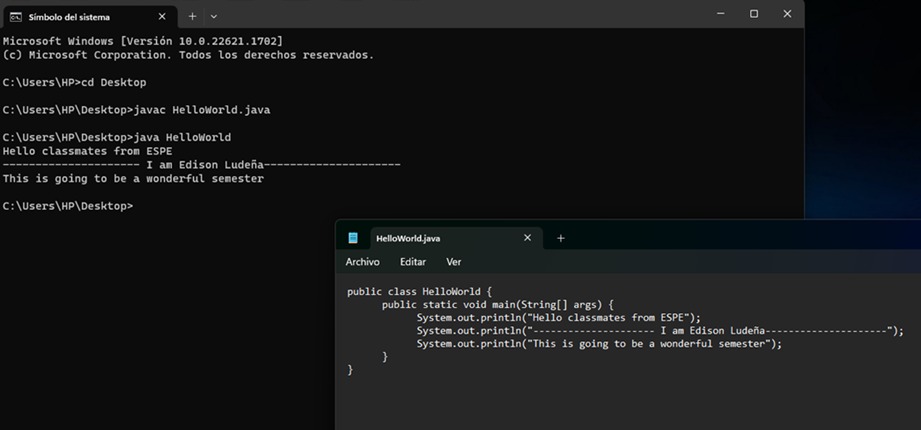 Símbolo del sistema
Microsoft Windows [Versión 10.0.22621.1702]
(c) Microsoft Corporation. Todos los derechos reservados.
C:\Users\HP>cd Desktop
C:\Users\HP\Desktop>javac HelloWorld.java
C:\Users\HP\Desktop>java HelloWorld
Hello classmates from ESPE
--------------------- I am Edison Ludeña---------------------
This is going to be a wonderful semester
C:\Users\HP\Desktop>
HelloWorld.java
Archivo Editar Ver
public class HelloWorld {
public static void main(String[] args) {
System.out.println("Hello classmates from ESPE");
System.out.println("--------------------- I am Edison Ludeña---------------------");
System.out.println("This is going to be a wonderful semester");
}
}